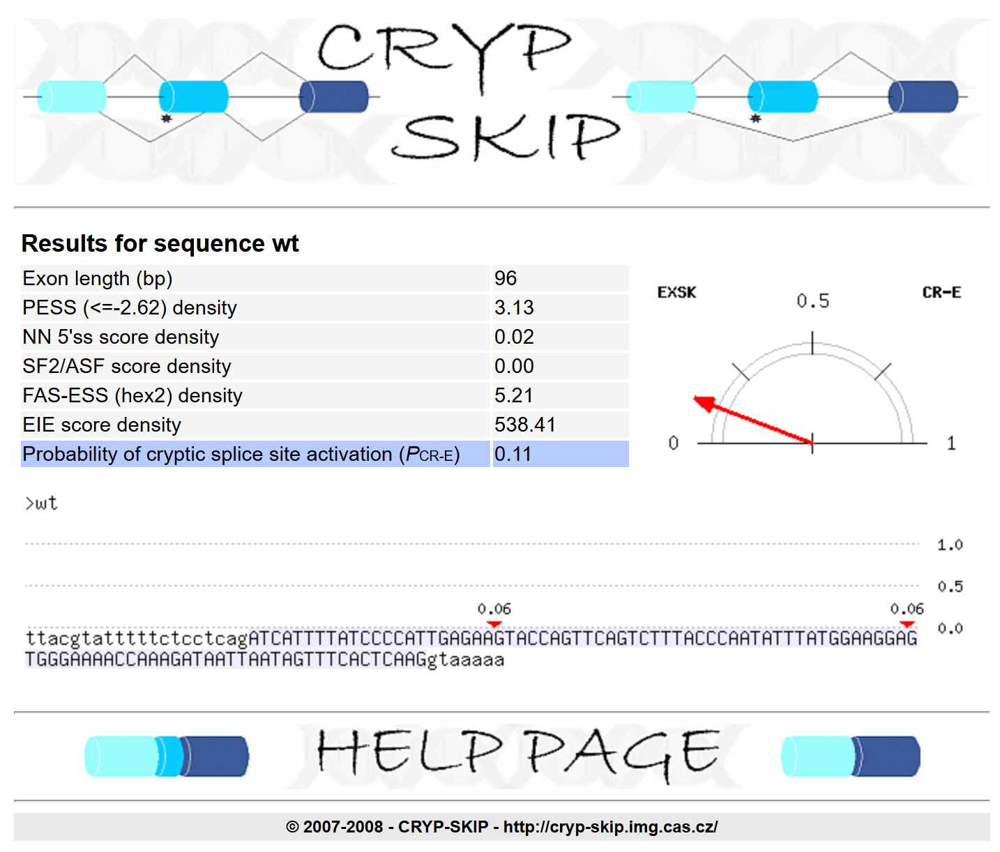 CRYP
SKIP
Results for sequence wt
Exon length (bp) 96
PESS (<=-2.62) density 3.13
NN 5'ss score density 0.02
SF2/ASF score density 0.00
FAS-ESS (hex2) density 5.21
EIE score density 538.41
Probability of cryptic splice site activation (PCR-E) 0.11
EXSK 0.5 CR-E
0 1
>wt
1.0
0.5
0.06 0.06
0.0
ttacgtatttttctcctcagATCATTTTATCCCCATTGAGAAGTACCAGTTCAGTCTTTACCCAATATTTATGGAAGGAG
TGGGAAAACCAAAGATAATTAATAGTTTCACTCAAGgtaaaaa
HELP PAGE
© 2007-2008 - CRYP-SKIP - http://cryp-skip.img.cas.cz/